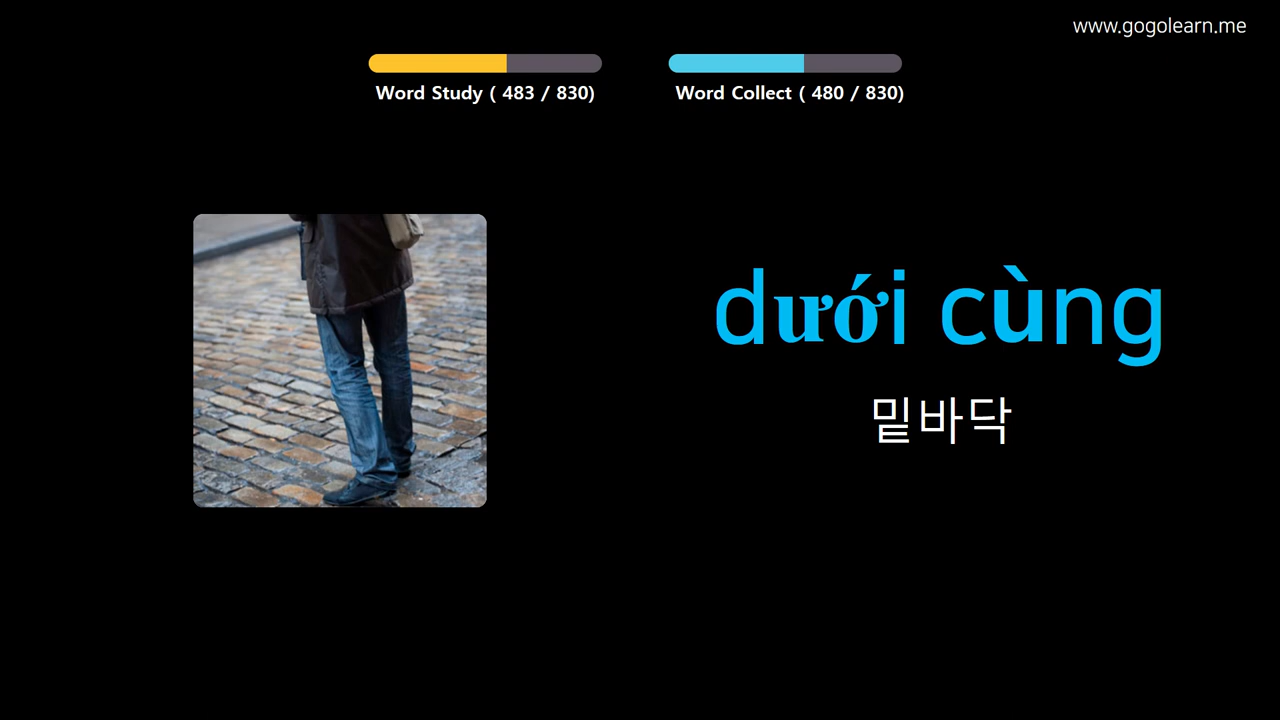 www.gogolearn.me
Word Study ( 483 / 830)
Word Collect ( 480 / 830)
dưới cùng
밑바닥